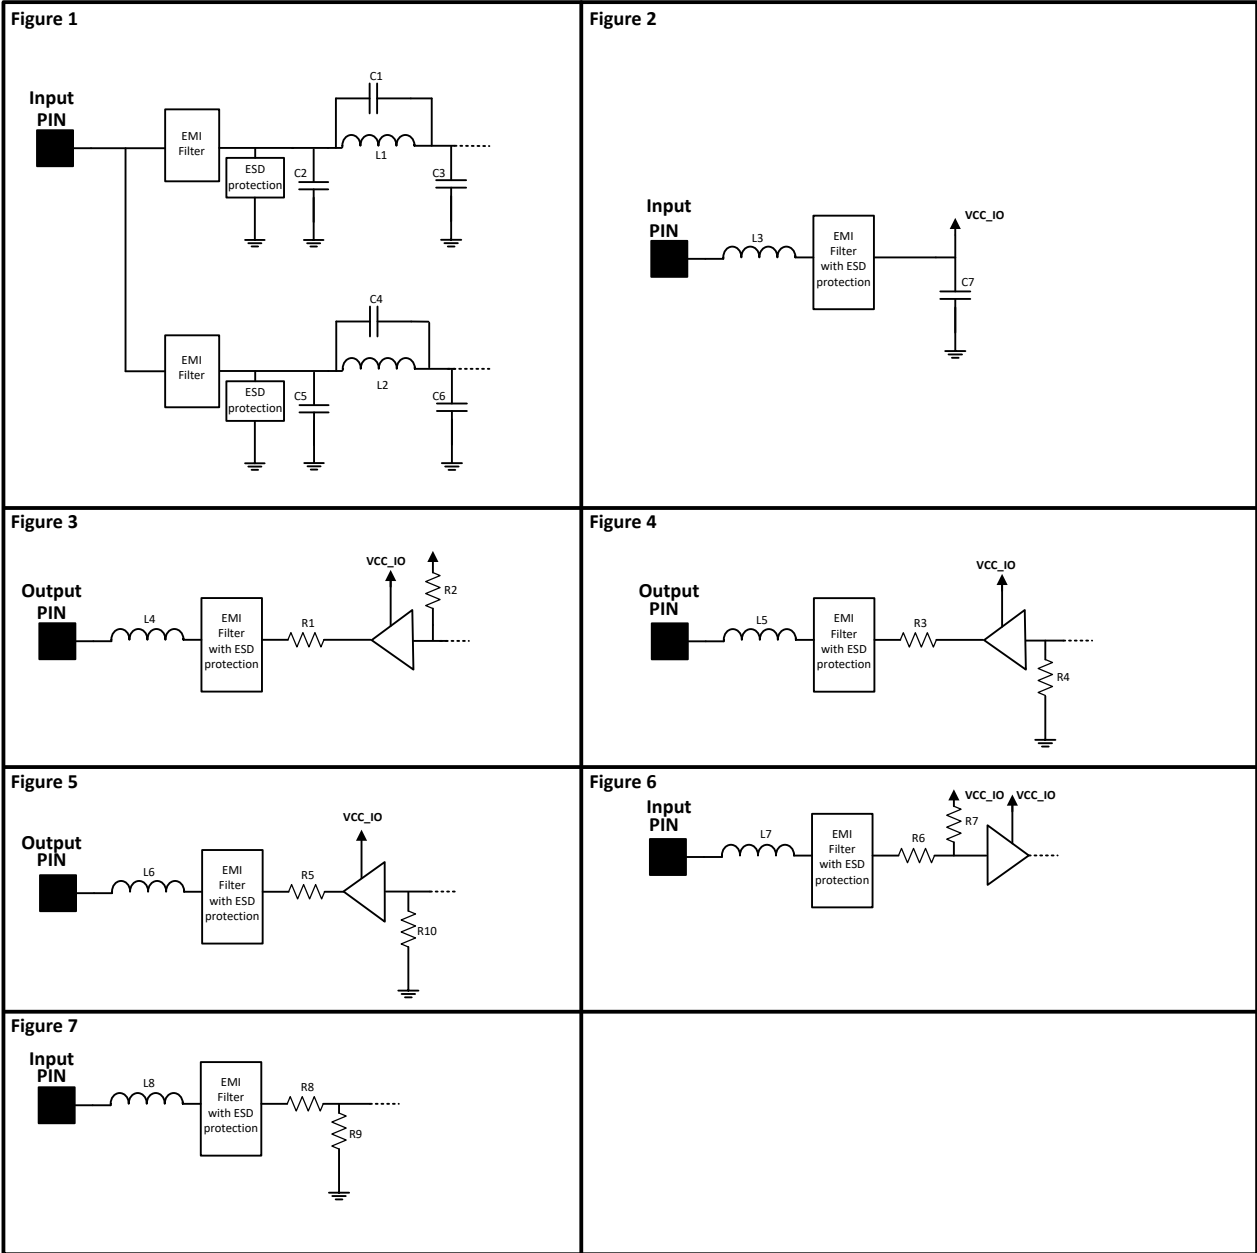 Figure 1
Input
PIN
EMI
Filter
ESD
protection
C2
C1
L1
C3
EMI
Filter
ESD
protection
C5
C4
L2
C6
Figure 2
Input
PIN
L3
EMI
Filter
with ESD
protection
VCC_IO
C7
Figure 3
Output
PIN
L4
EMI
Filter
with ESD
protection
R1
VCC_IO
R2
Figure 4
Output
PIN
L5
EMI
Filter
with ESD
protection
R3
VCC_IO
R4
Figure 5
Output
PIN
L6
EMI
Filter
with ESD
protection
R5
VCC_IO
R10
Figure 6
Input
PIN
L7
EMI
Filter
with ESD
protection
R6
VCC_IO
R7
VCC_IO
Figure 7
Input
PIN
L8
EMI
Filter
with ESD
protection
R8
R9